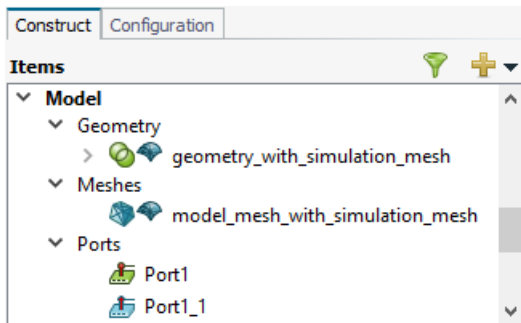 Construct Configuration
Items
Model
Geometry
geometry_with_simulation_mesh
Meshes
model_mesh_with_simulation_mesh
Ports
Port1
Port1_1